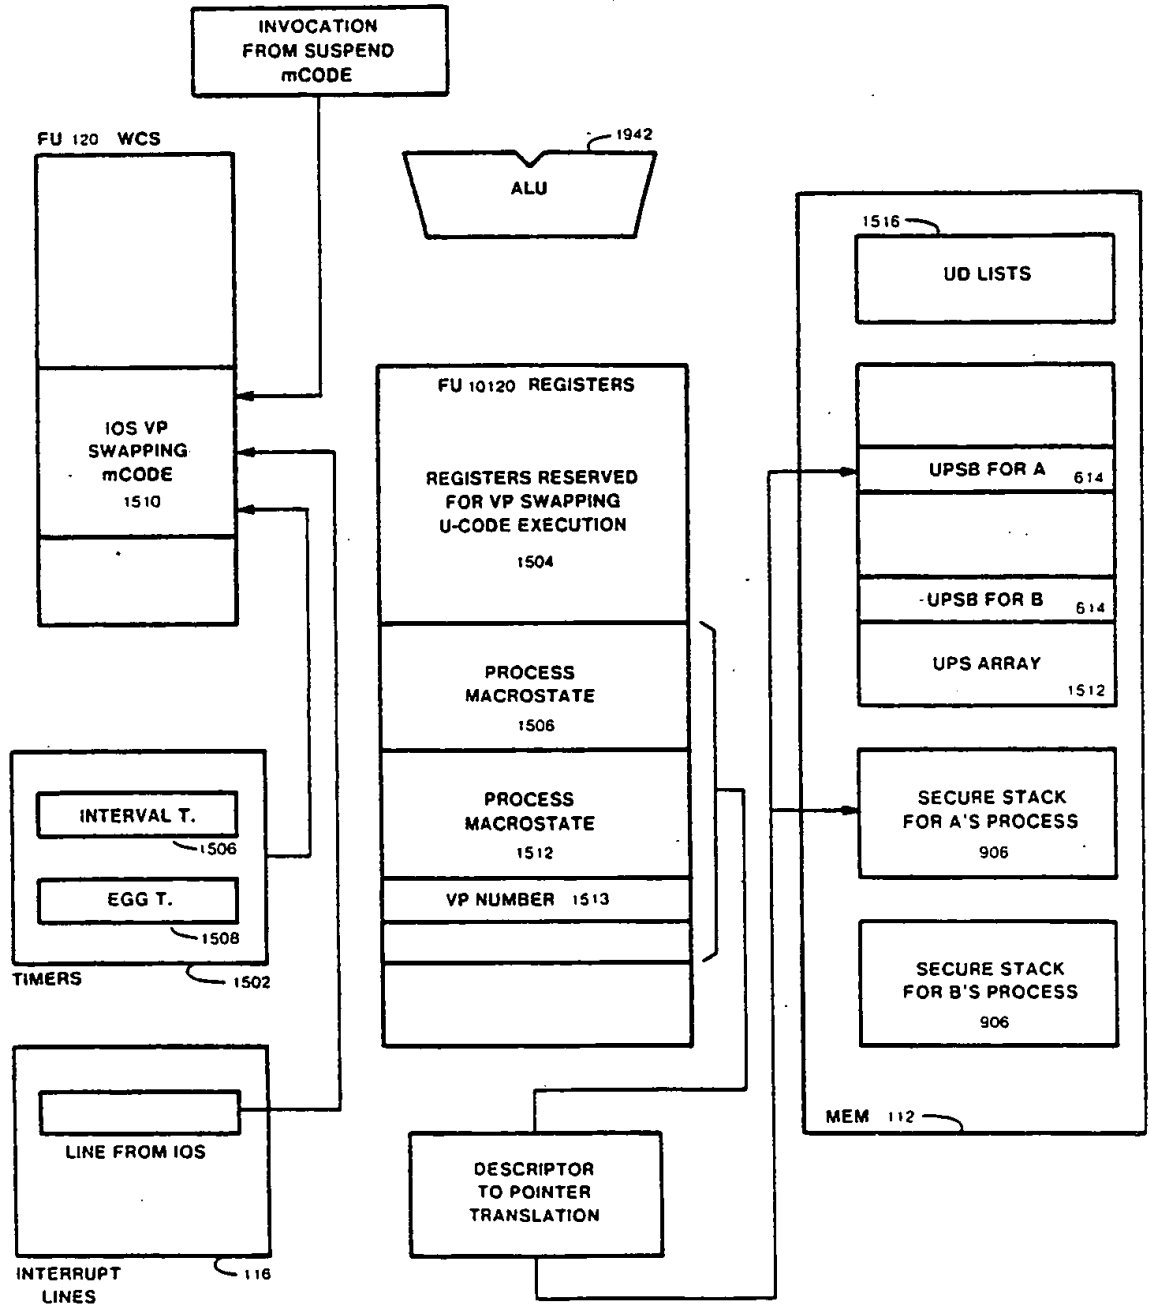 INVOCATION
FROM SUSPEND
mCODE
FU 120 WCS
1942
ALU
1516
UD LISTS
FU 10120 REGISTERS
IOS VP
SWAPPING
mCODE
1510
REGISTERS RESERVED
FOR VP SWAPPING
U-CODE EXECUTION
1504
UPSB FOR A 614
UPSB FOR B 614
UPS ARRAY
1512
PROCESS
MACROSTATE
1506
PROCESS
MACROSTATE
1512
VP NUMBER 1513
INTERVAL T.
1506
EGG T.
1508
TIMERS
1502
SECURE STACK
FOR A'S PROCESS
906
SECURE STACK
FOR B'S PROCESS
906
MEM 112
LINE FROM IOS
INTERRUPT
LINES
116
DESCRIPTOR
TO POINTER
TRANSLATION